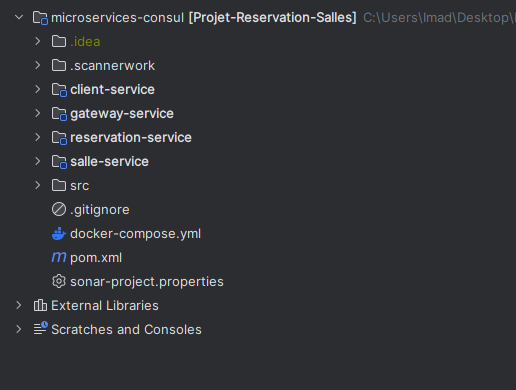 microservices-consul [Projet-Reservation-Salles] C:\Users\Imad\Desktop\
.idea
.scannerwork
client-service
gateway-service
reservation-service
salle-service
src
.gitignore
docker-compose.yml
pom.xml
sonar-project.properties
External Libraries
Scratches and Consoles